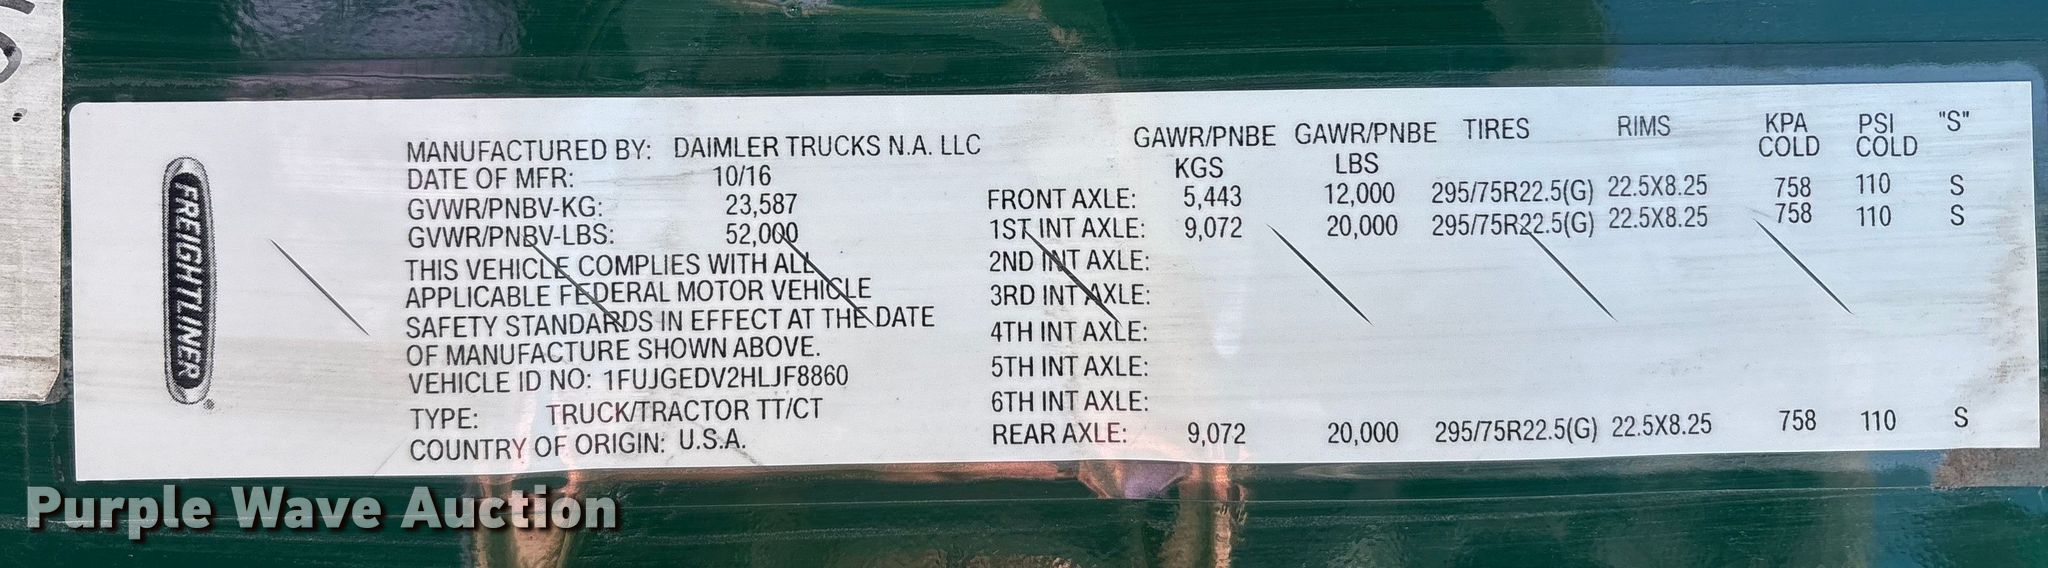 FREIGHTLINER
MANUFACTURED BY: DAIMLER TRUCKS N.A. LLC
DATE OF MFR: 10/16
GVWR/PNBV-KG: 23,587
GVWR/PNBV-LBS: 52,000
THIS VEHICLE COMPLIES WITH ALL
APPLICABLE FEDERAL MOTOR VEHICLE
SAFETY STANDARDS IN EFFECT AT THE DATE
OF MANUFACTURE SHOWN ABOVE.
VEHICLE ID NO: 1FUJGEDV2HLJF8860
TYPE: TRUCK/TRACTOR TT/CT
COUNTRY OF ORIGIN: U.S.A.
GAWR/PNBE GAWR/PNBE TIRES RIMS KPA PSI "S"
KGS LBS COLD COLD
FRONT AXLE: 5,443 12,000 295/75R22.5(G) 22.5X8.25 758 110 S
1ST INT AXLE: 9,072 20,000 295/75R22.5(G) 22.5X8.25 758 110 S
2ND INT AXLE:
3RD INT AXLE:
4TH INT AXLE:
5TH INT AXLE:
6TH INT AXLE:
REAR AXLE: 9,072 20,000 295/75R22.5(G) 22.5X8.25 758 110 S
Purple Wave Auction